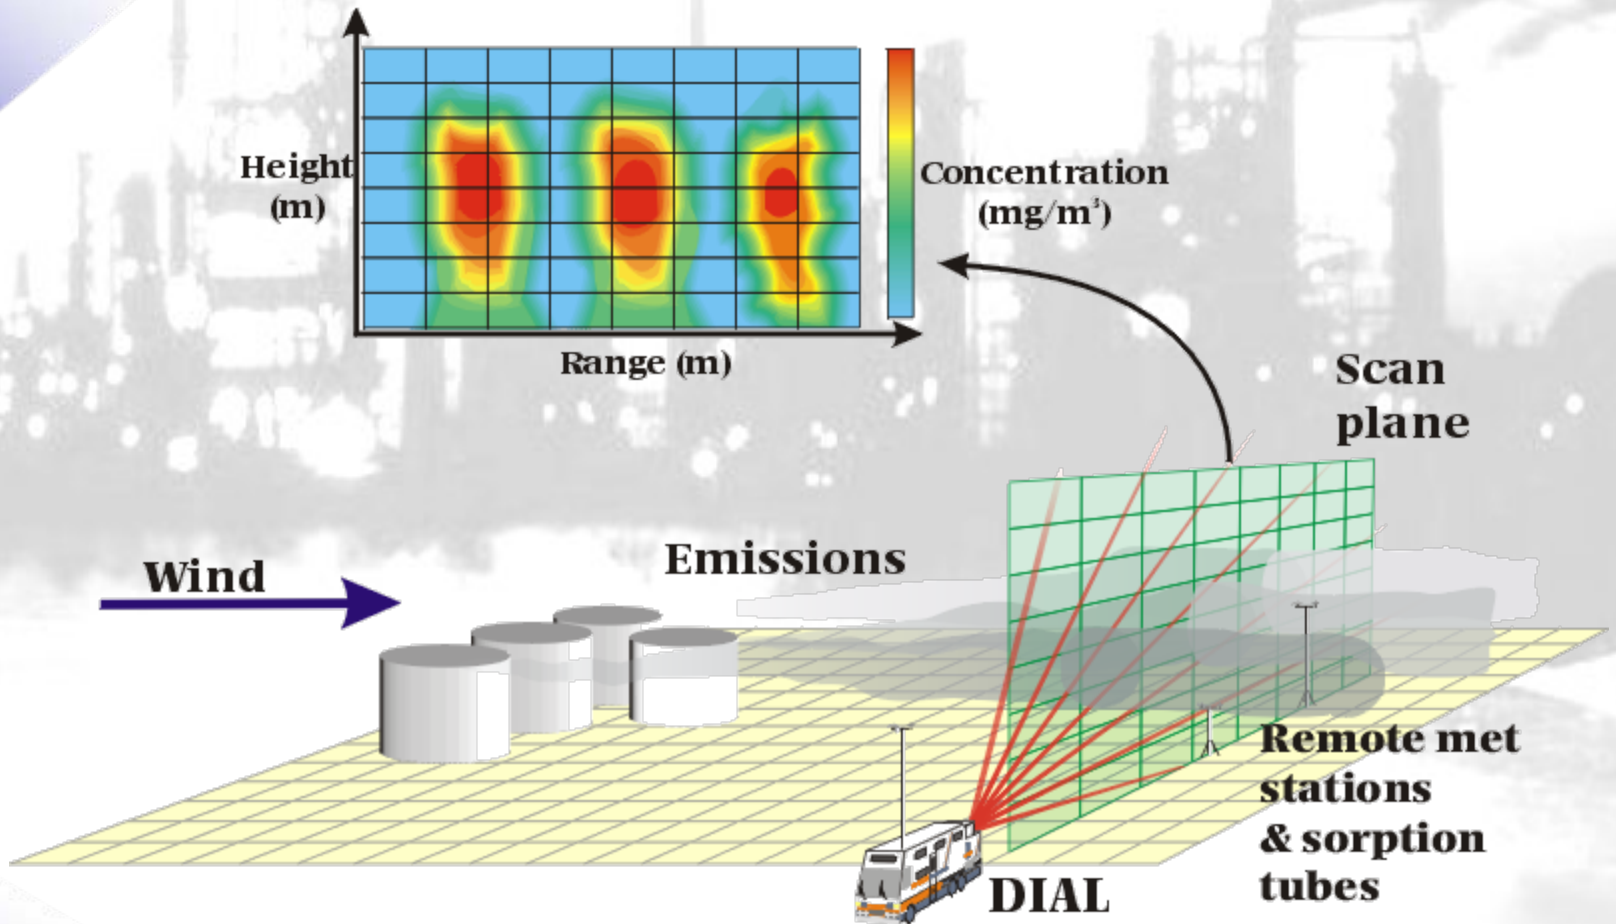 Height
(m)
Concentration
(mg/m³)
Range (m)
Scan
plane
Wind
Emissions
Remote met
stations
& sorption
tubes
DIAL